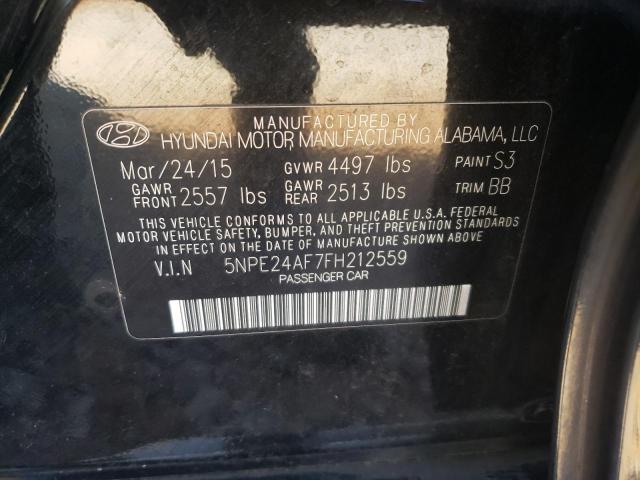 MANUFACTURED BY
HYUNDAI MOTOR MANUFACTURING ALABAMA, LLC
Mar/24/15 GVWR 4497 lbs PAINT S3
GAWR FRONT 2557 lbs GAWR REAR 2513 lbs TRIM BB
THIS VEHICLE CONFORMS TO ALL APPLICABLE U.S.A. FEDERAL
MOTOR VEHICLE SAFETY, BUMPER, AND THEFT PREVENTION STANDARDS
IN EFFECT ON THE DATE OF MANUFACTURE SHOWN ABOVE.
V.I.N 5NPE24AF7FH212559
PASSENGER CAR